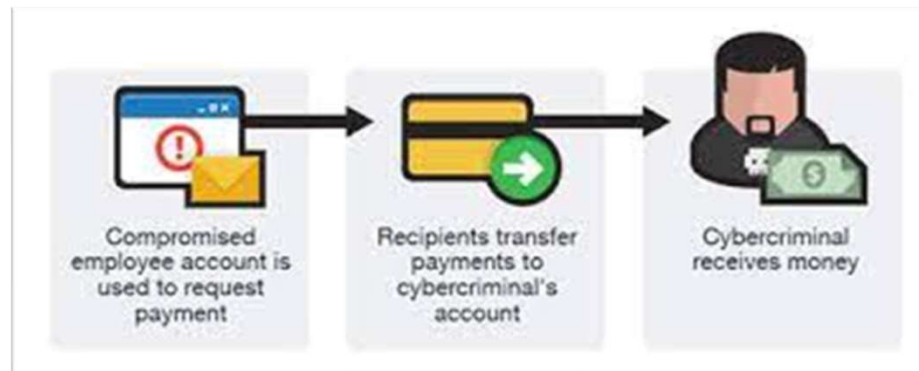 Compromised
employee account is
used to request
payment
Recipients transfer
payments to
cybercriminal's
account
Cybercriminal
receives money